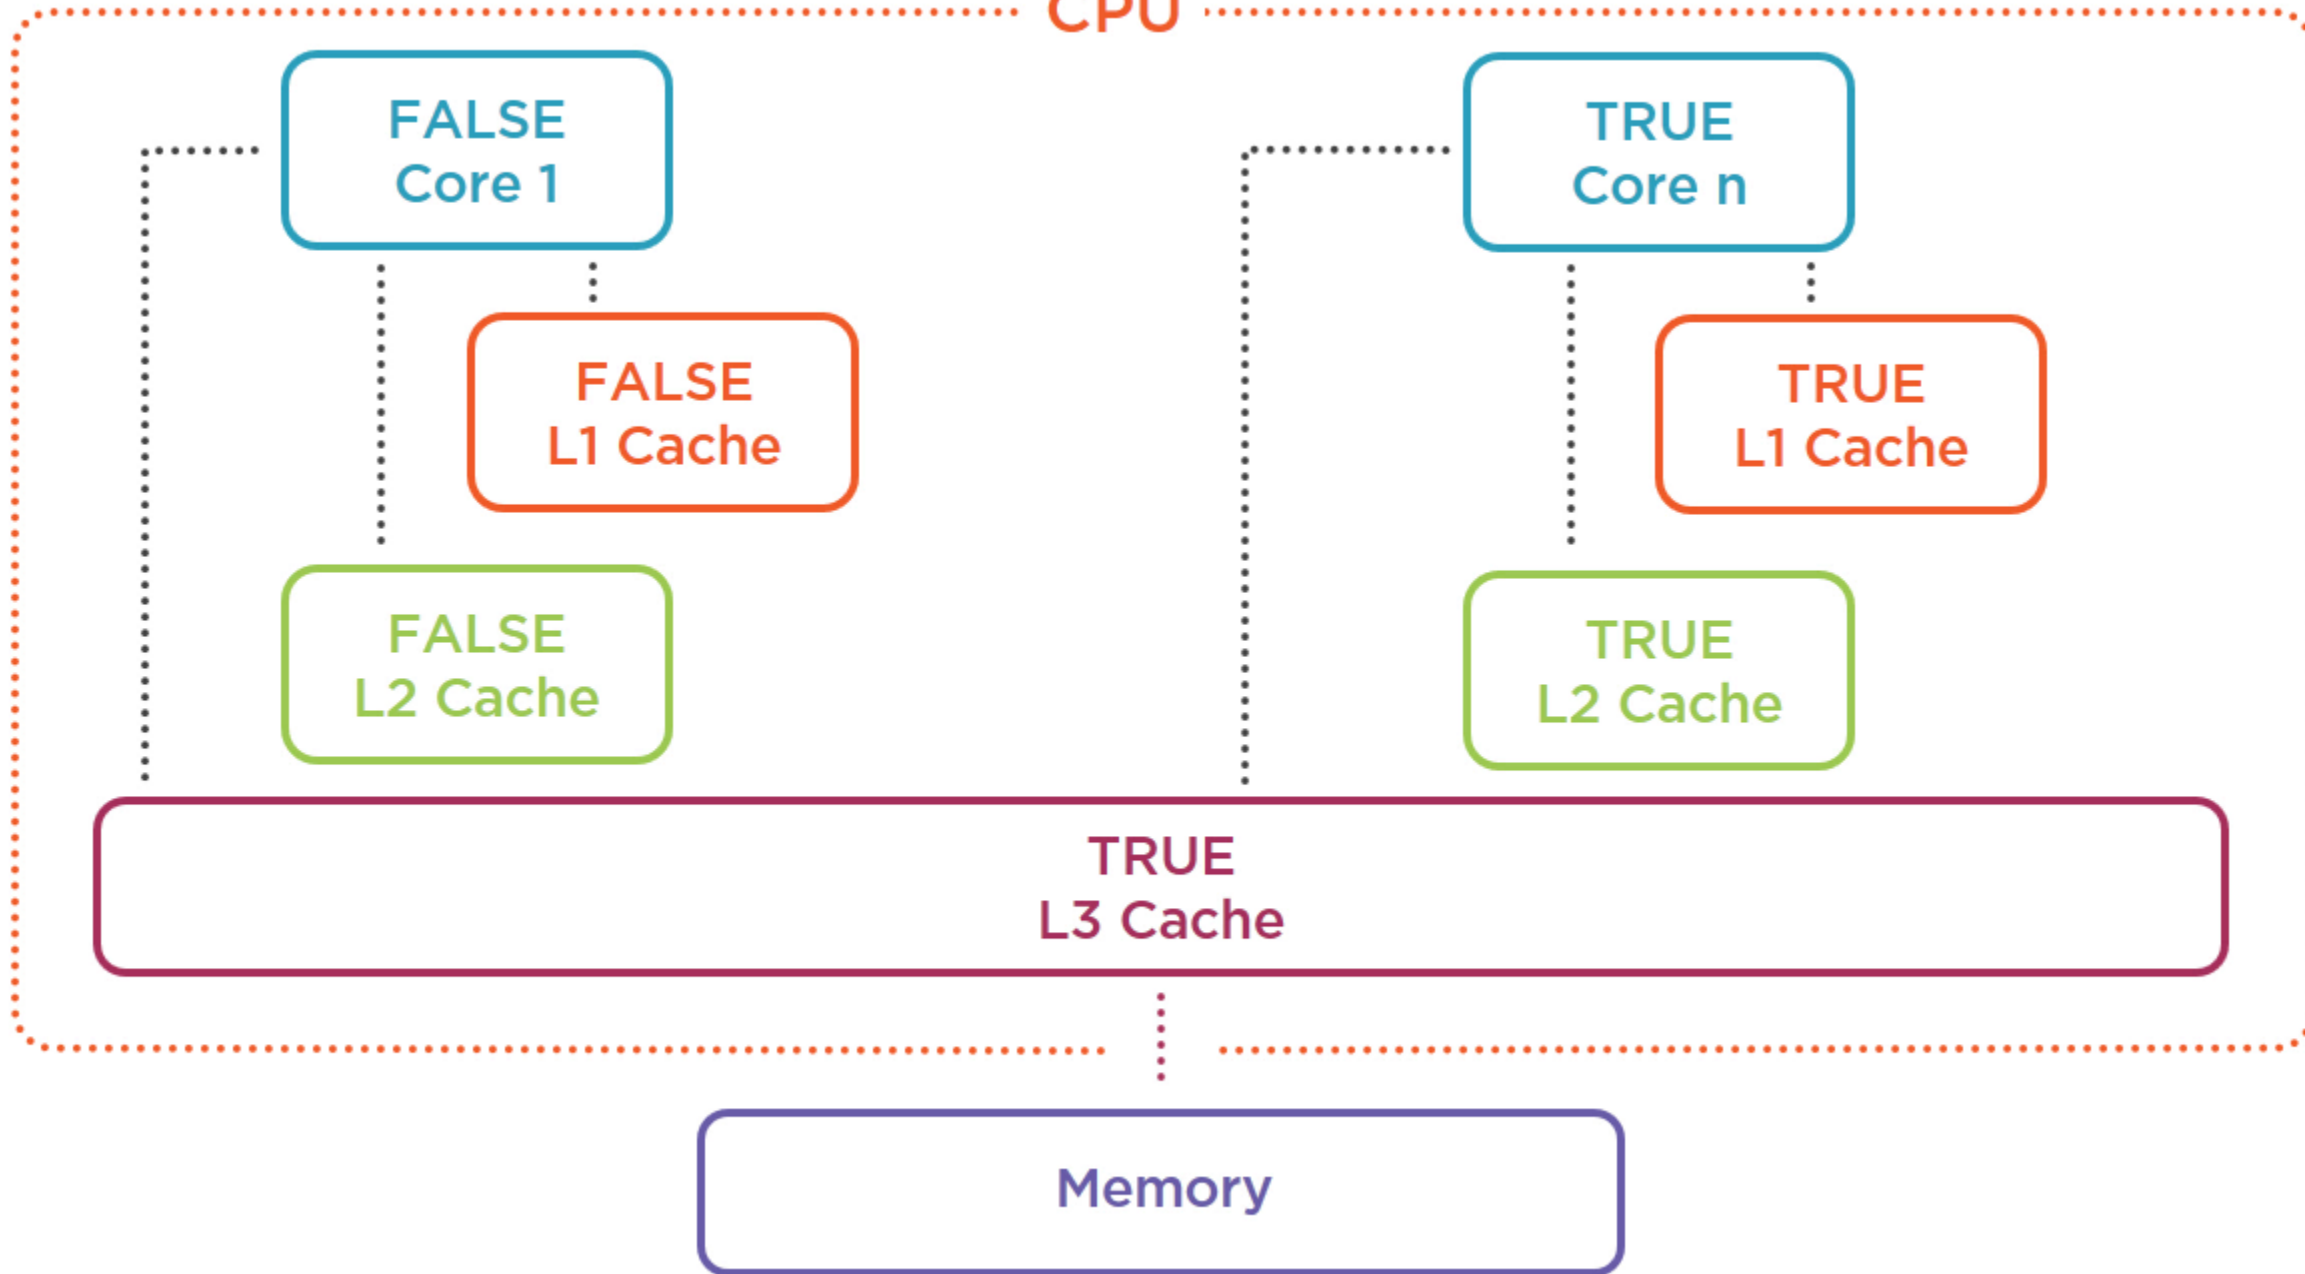 CPU
FALSE
Core 1
TRUE
Core n
FALSE
L1 Cache
TRUE
L1 Cache
FALSE
L2 Cache
TRUE
L2 Cache
TRUE
L3 Cache
Memory